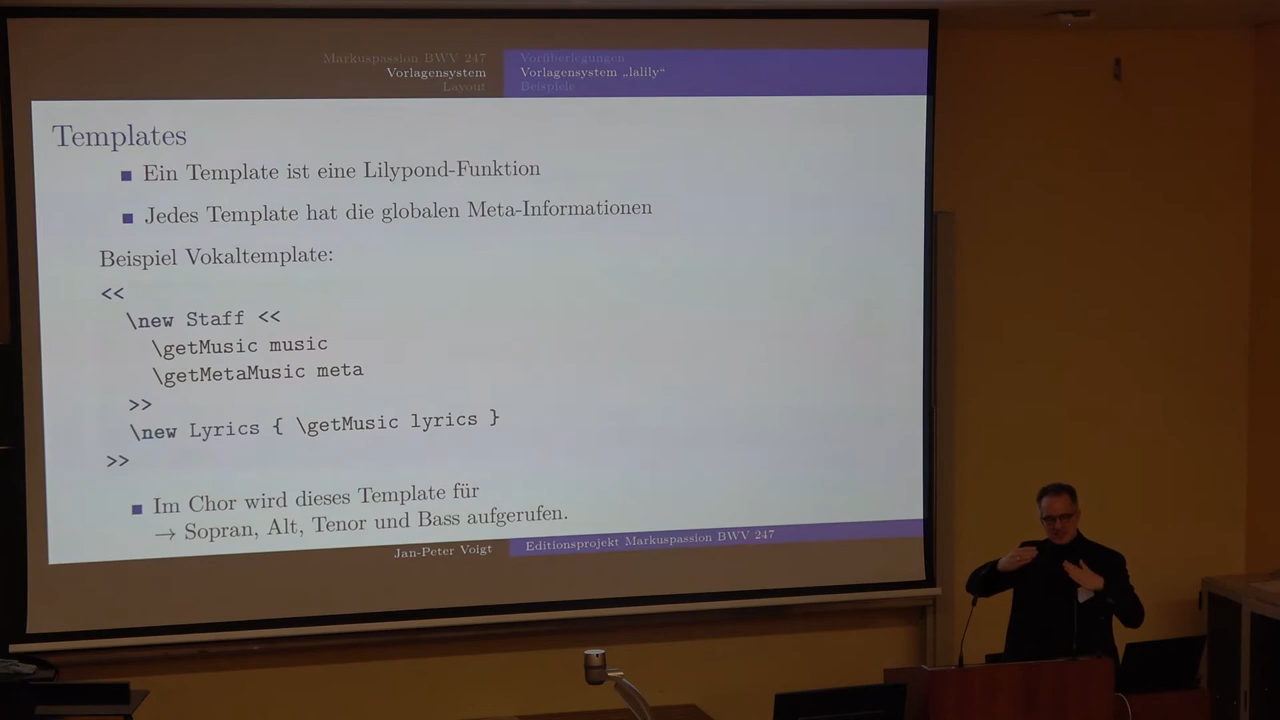 Markuspassion BWV 247
Vorlagensystem
Layout
Vorüberlegungen
Vorlagensystem „lalily“
Beispiele
Templates
■ Ein Template ist eine Lilypond-Funktion
■ Jedes Template hat die globalen Meta-Informationen
Beispiel Vokaltemplate:
<<
\new Staff <<
\getMusic music
\getMetaMusic meta
>>
\new Lyrics { \getMusic lyrics }
>>
■ Im Chor wird dieses Template für
→ Sopran, Alt, Tenor und Bass aufgerufen.
Jan-Peter Voigt
Editionsprojekt Markuspassion BWV 247